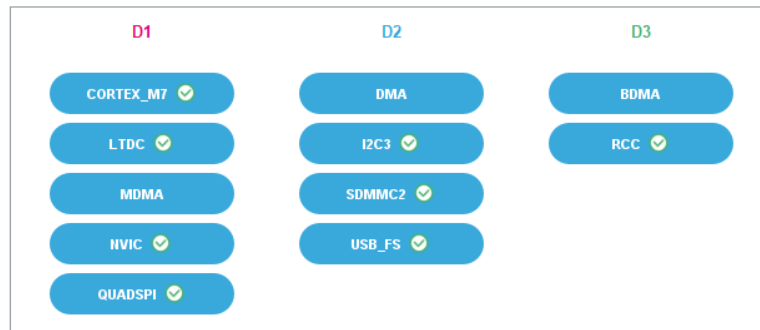 D1 D2 D3
CORTEX_M7 DMA BDMA
LTDC I2C3 RCC
MDMA SDMMC2
NVIC USB_FS
QUADSPI